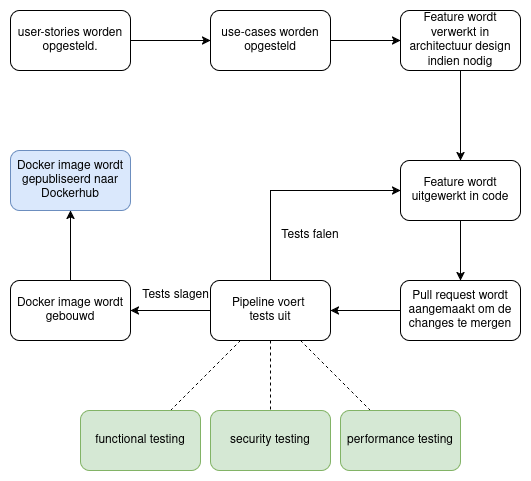 user-stories worden
opgesteld.
use-cases worden
opgesteld
Feature wordt
verwerkt in
architectuur design
indien nodig
Docker image wordt
gepubliseerd naar
Dockerhub
Feature wordt
uitgewerkt in code
Tests falen
Docker image wordt
gebouwd
Tests slagen
Pipeline voert
tests uit
Pull request wordt
aangemaakt om de
changes te mergen
functional testing
security testing
performance testing